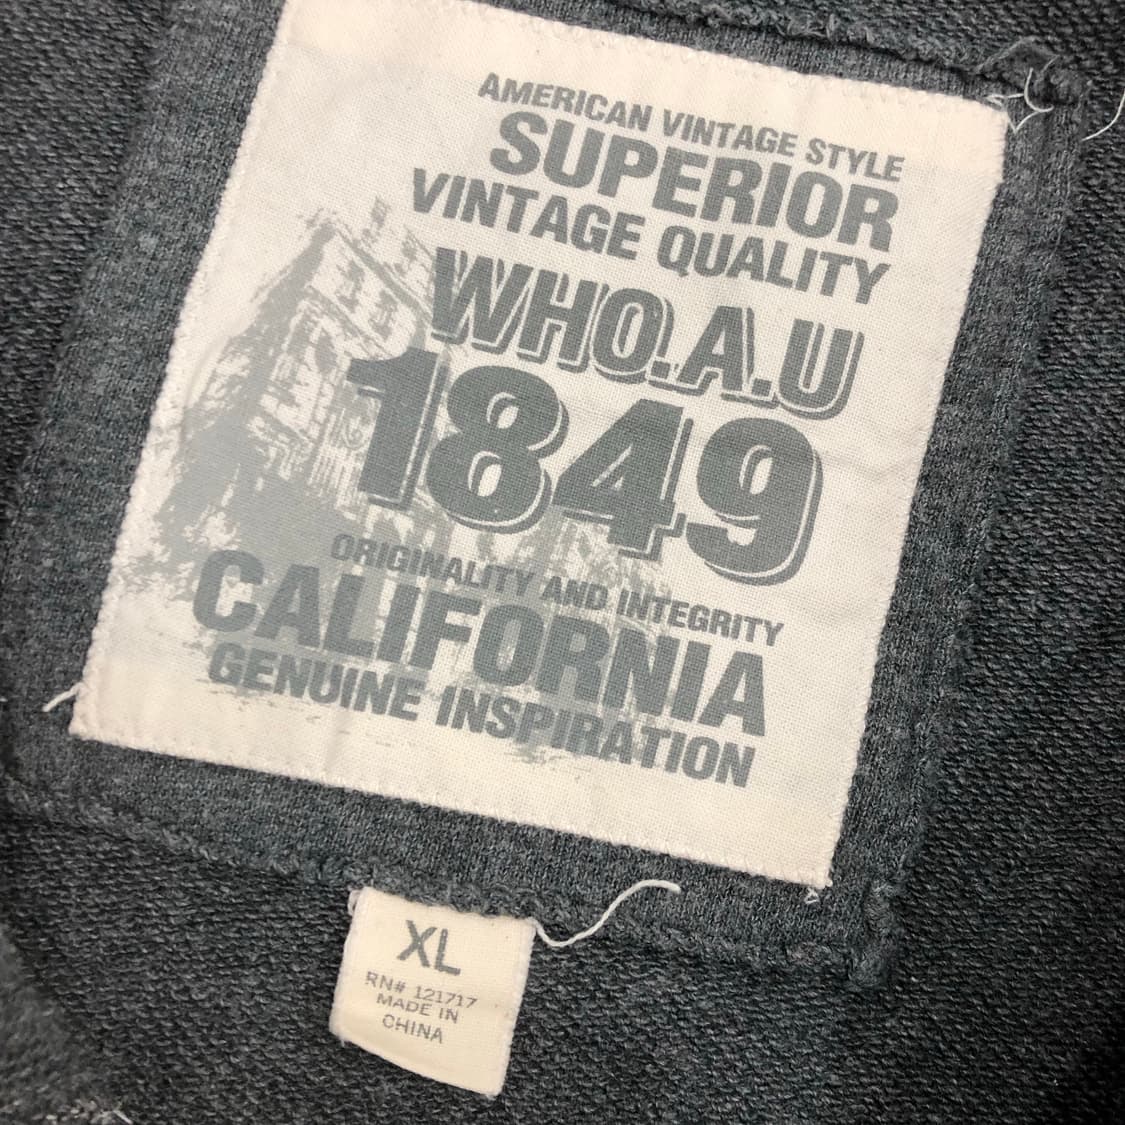 AMERICAN VINTAGE STYLE
SUPERIOR
VINTAGE QUALITY
WHO.A.U
1849
ORIGINALITY AND INTEGRITY
CALIFORNIA
GENUINE INSPIRATION
XL
RN# 121717
MADE IN
CHINA